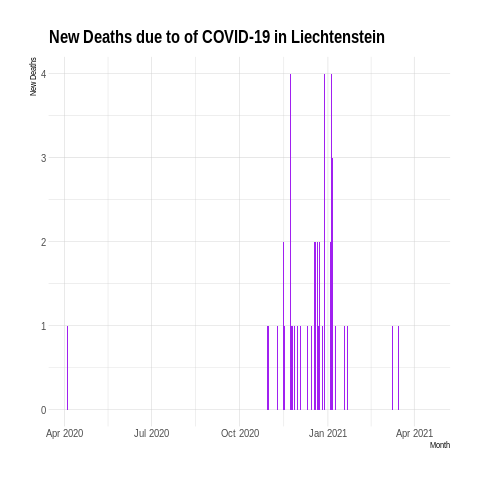 New Deaths due to of COVID-19 in Liechtenstein
New Deaths
4
3
2
1
0
Apr 2020 Jul 2020 Oct 2020 Jan 2021 Apr 2021
Month